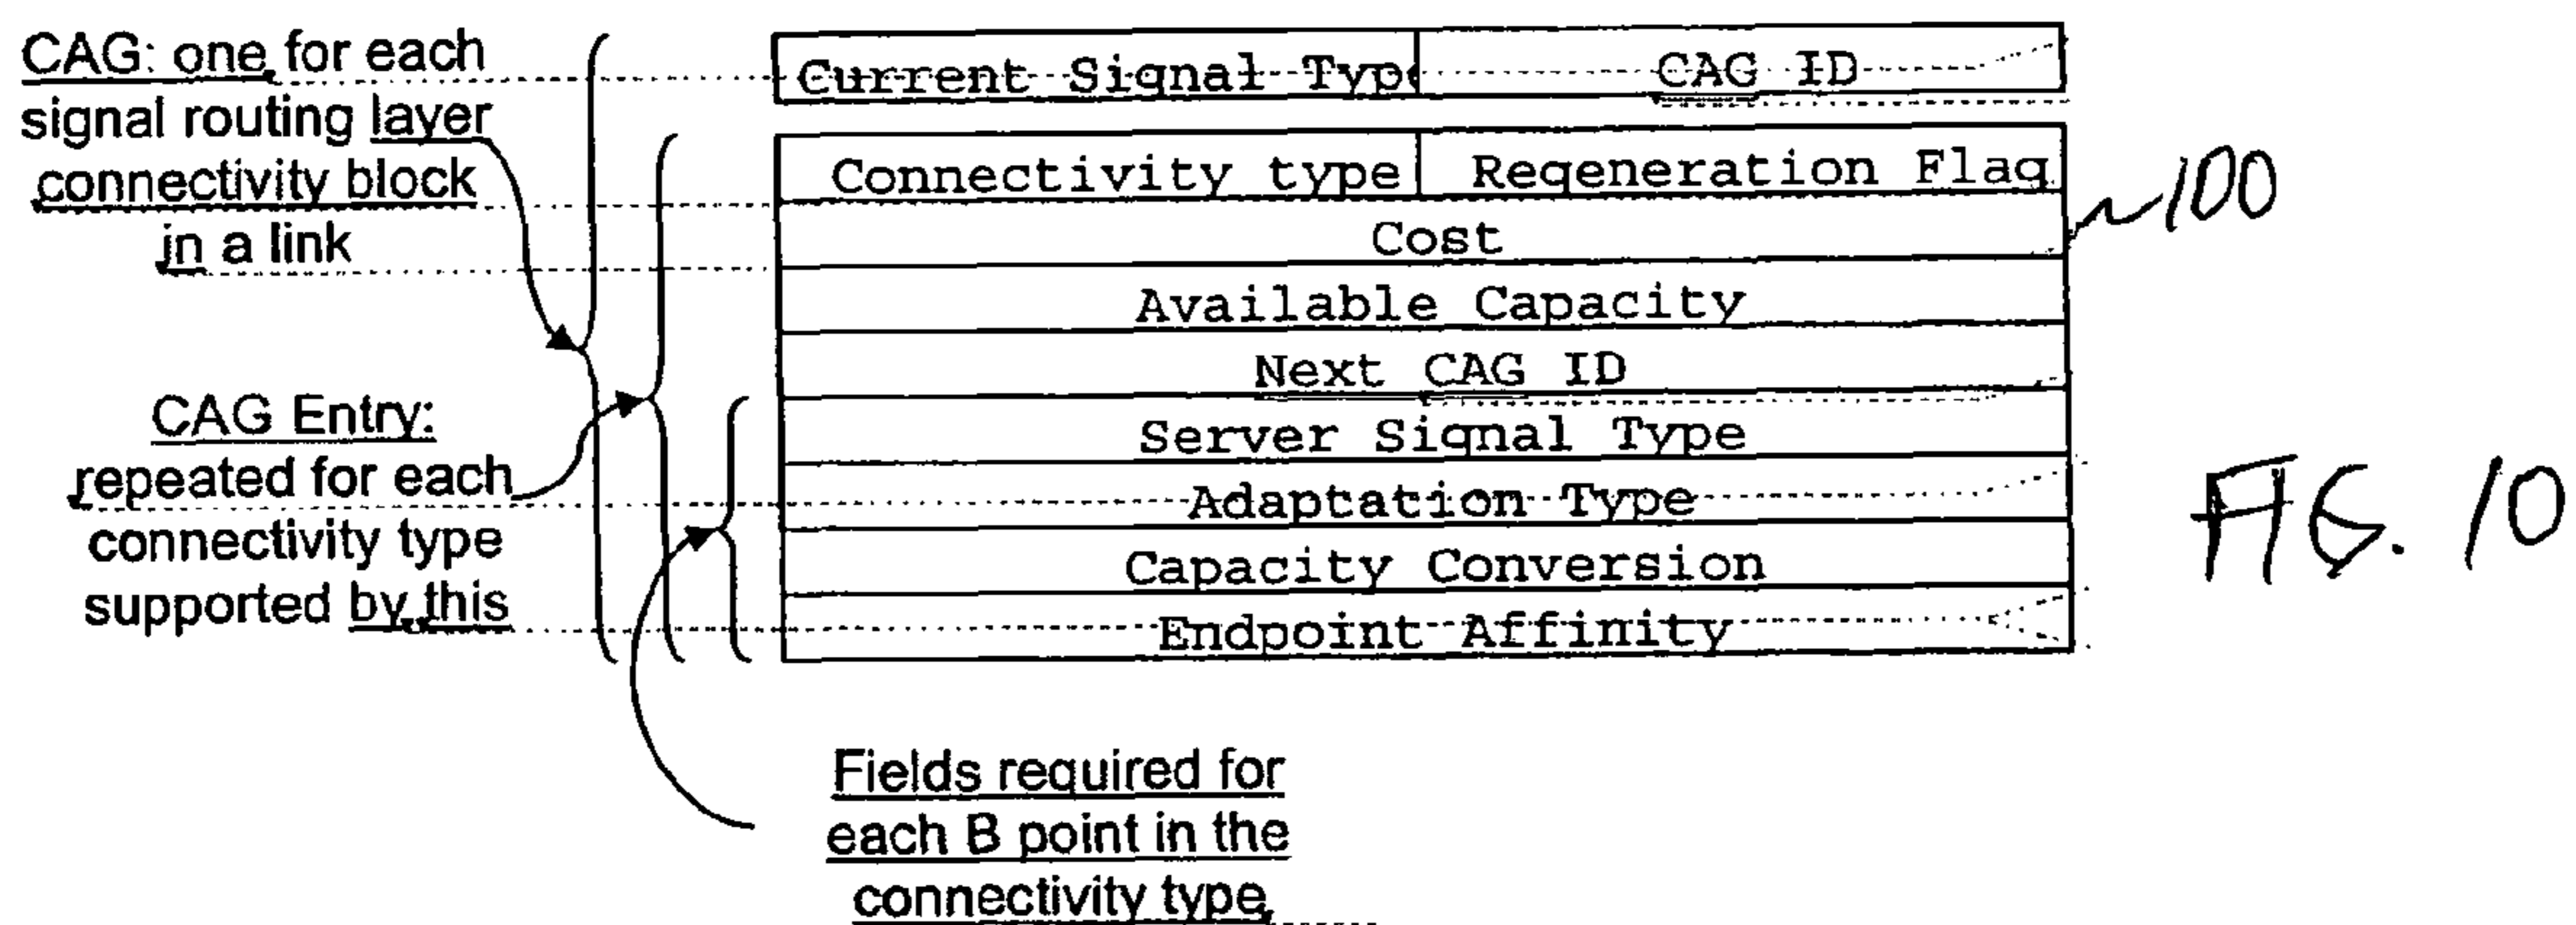 CAG: one for each
signal routing layer
connectivity block
in a link
CAG Entry:
repeated for each
connectivity type
supported by this
Current Signal Typ
CAG ID
Connectivity type
Regeneration Flag
Cost
Available Capacity
Next CAG ID
Server Signal Type
Adaptation Type
Capacity Conversion
Endpoint Affinity
Fields required for
each B point in the
connectivity type
100
FIG. 10